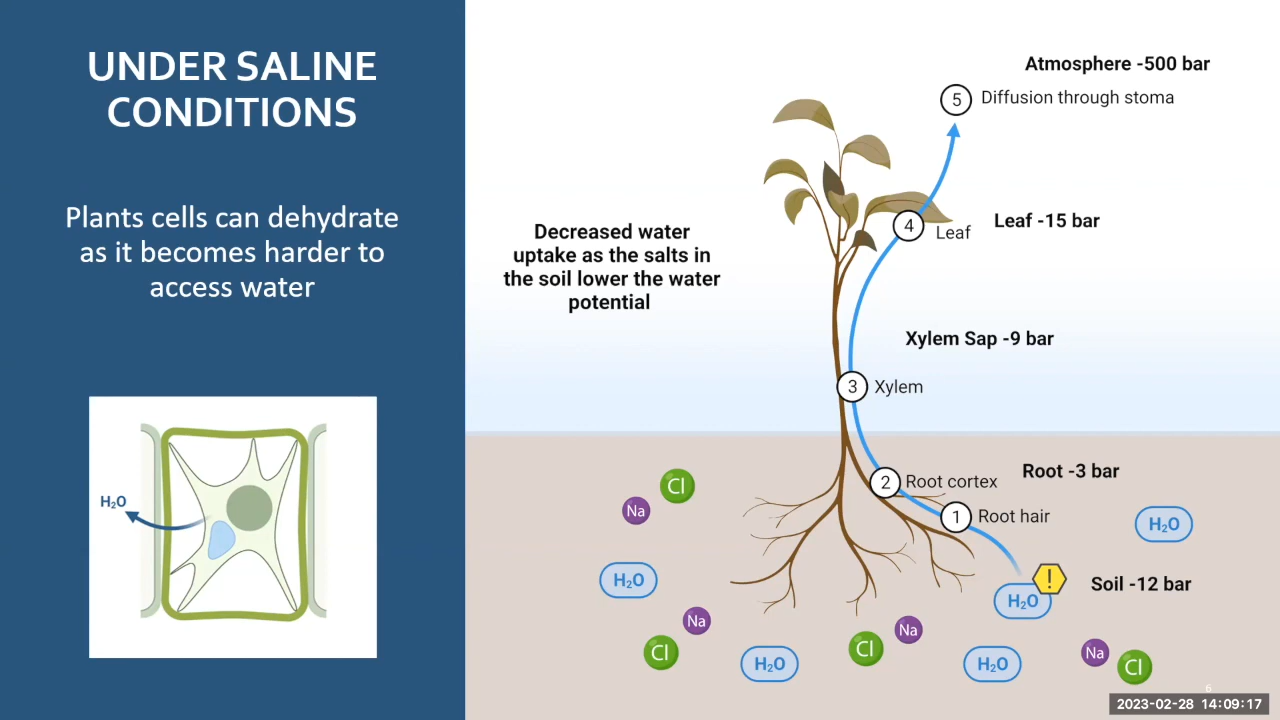 UNDER SALINE
CONDITIONS
Plants cells can dehydrate
as it becomes harder to
access water
H₂O
Decreased water
uptake as the salts in
the soil lower the water
potential
Atmosphere -500 bar
5 Diffusion through stoma
4 Leaf
Leaf -15 bar
Xylem Sap -9 bar
3 Xylem
Root -3 bar
2 Root cortex
1 Root hair
Cl
Na
H₂O
H₂O
!
Soil -12 bar
H₂O
Na
Cl
Na
Cl
H₂O
H₂O
Na
Cl
6
2023-02-28 14:09:17